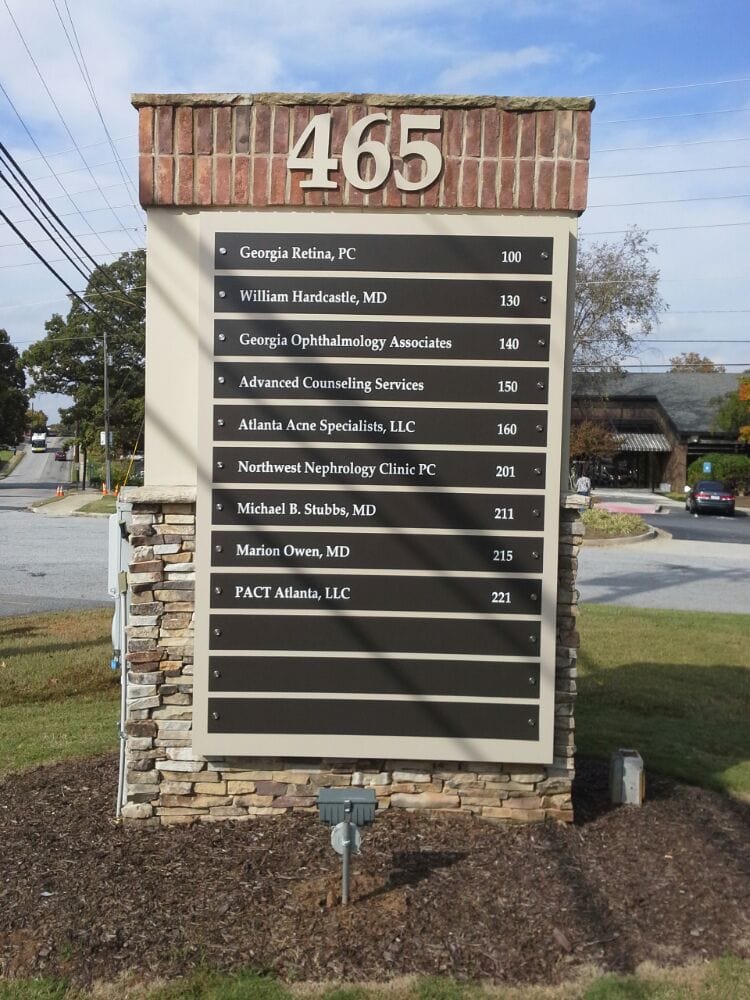 465
Georgia Retina, PC 100
William Hardcastle, MD 130
Georgia Ophthalmology Associates 140
Advanced Counseling Services 150
Atlanta Acne Specialists, LLC 160
Northwest Nephrology Clinic PC 201
Michael B. Stubbs, MD 211
Marion Owen, MD 215
PACT Atlanta, LLC 221